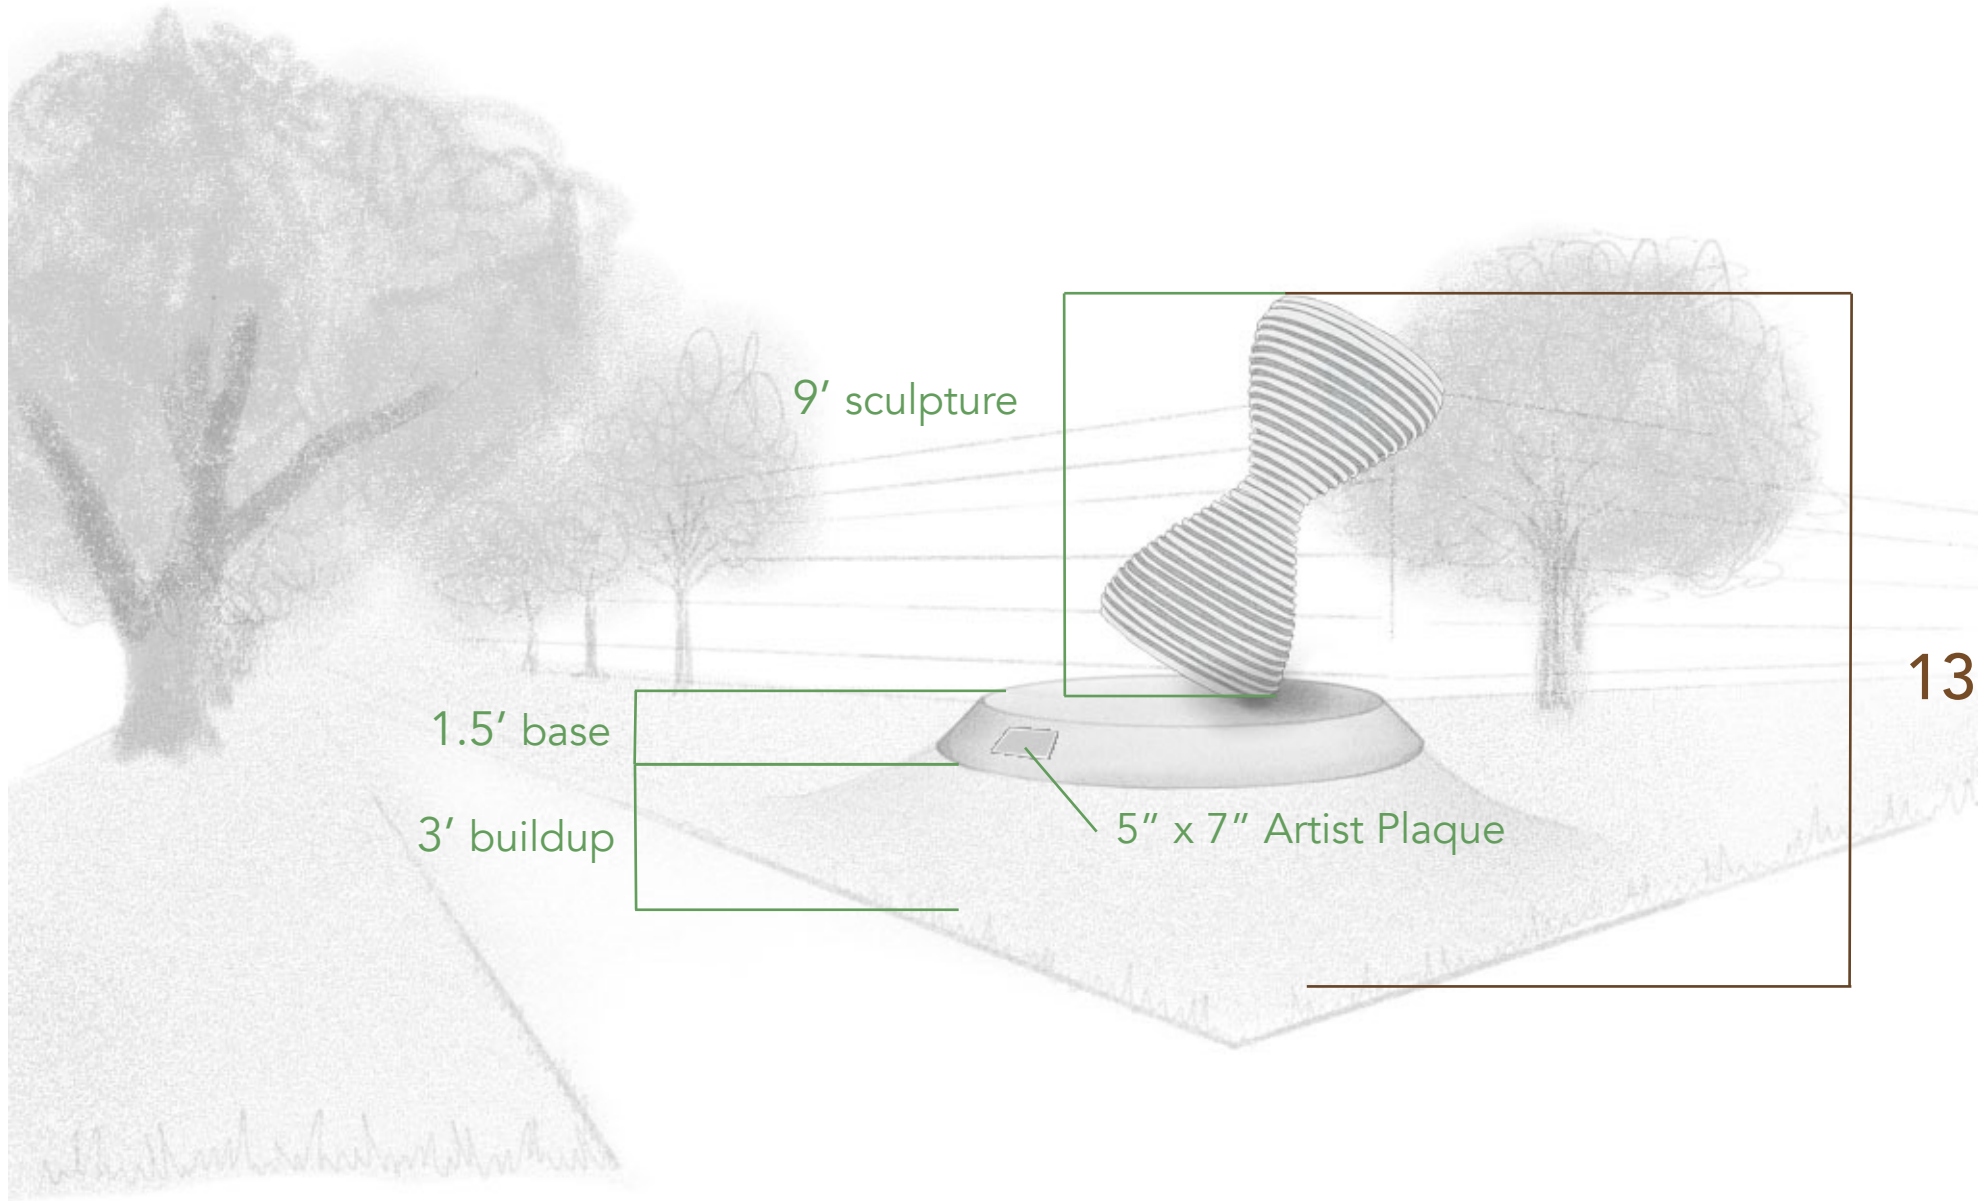 9’ sculpture
13
1.5’ base
3’ buildup
5” x 7” Artist Plaque